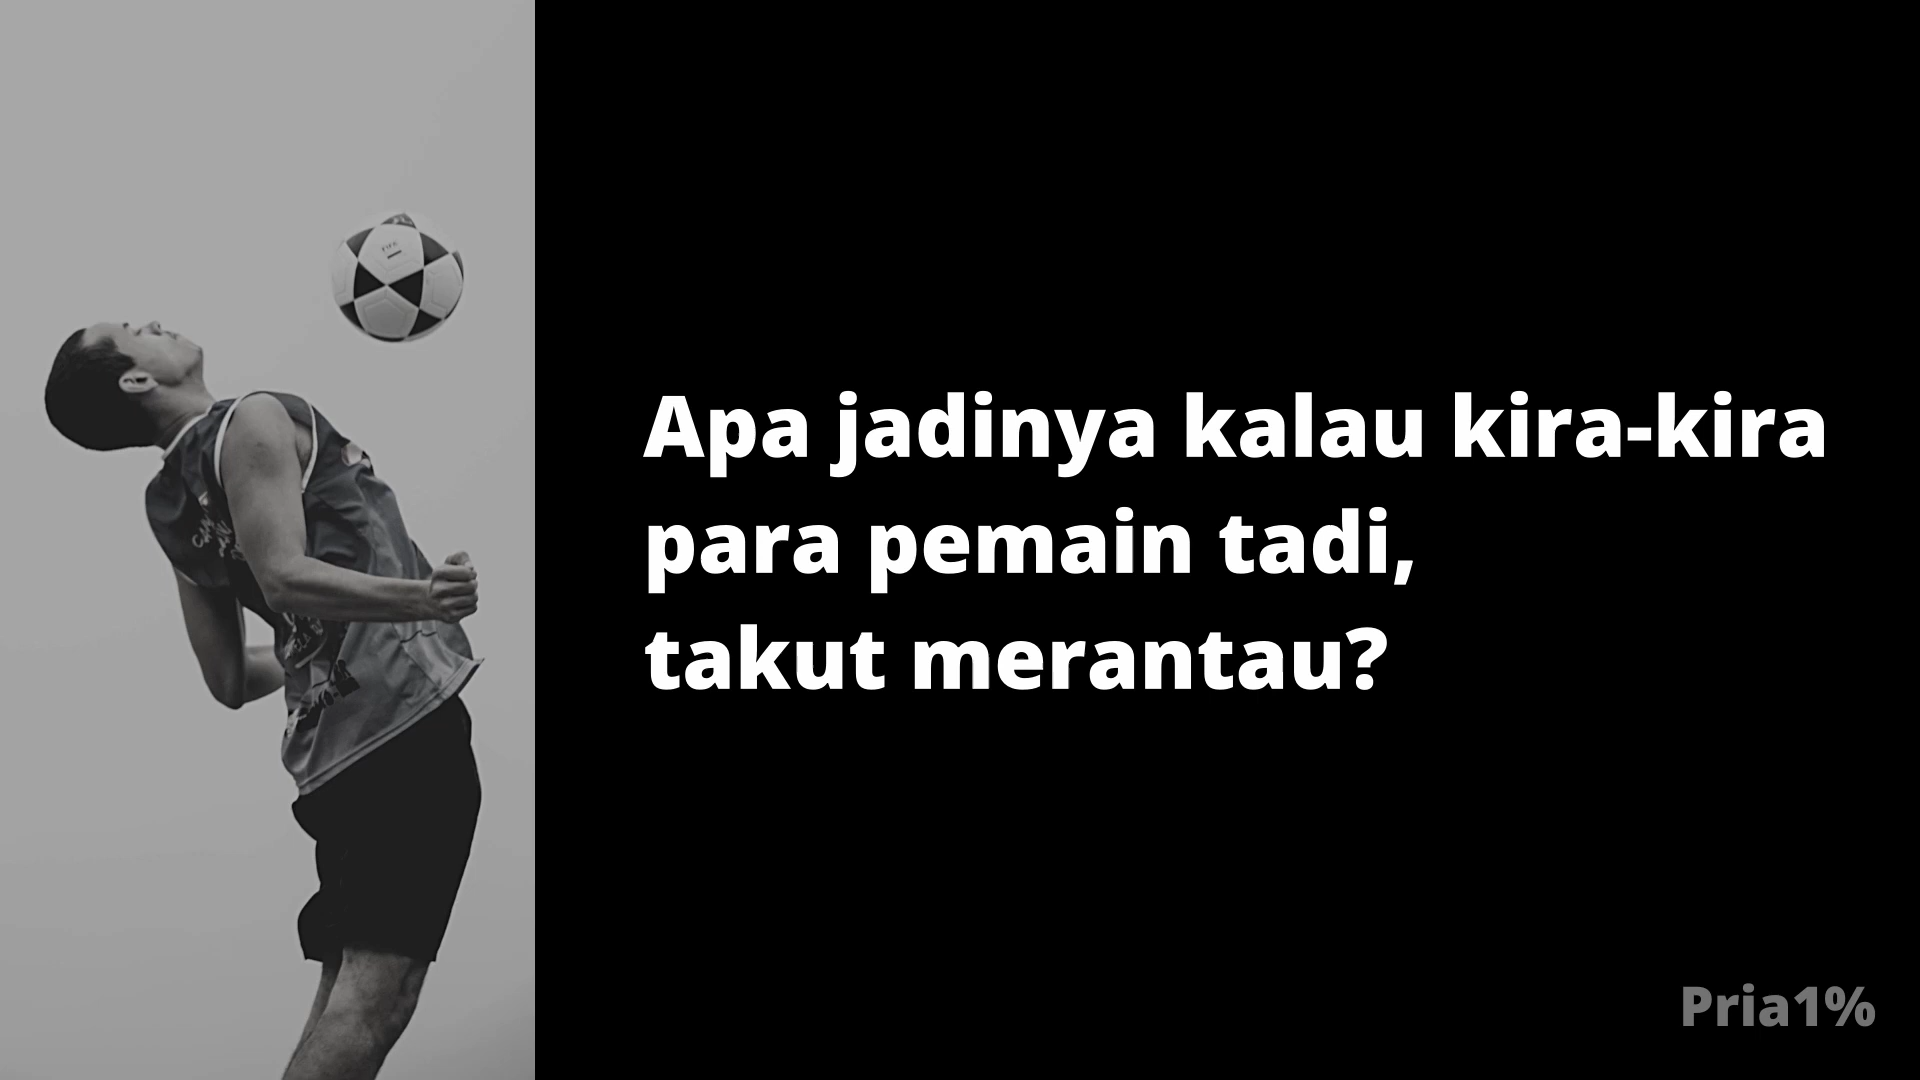 Apa jadinya kalau kira-kira
para pemain tadi,
takut merantau?
Pria1%